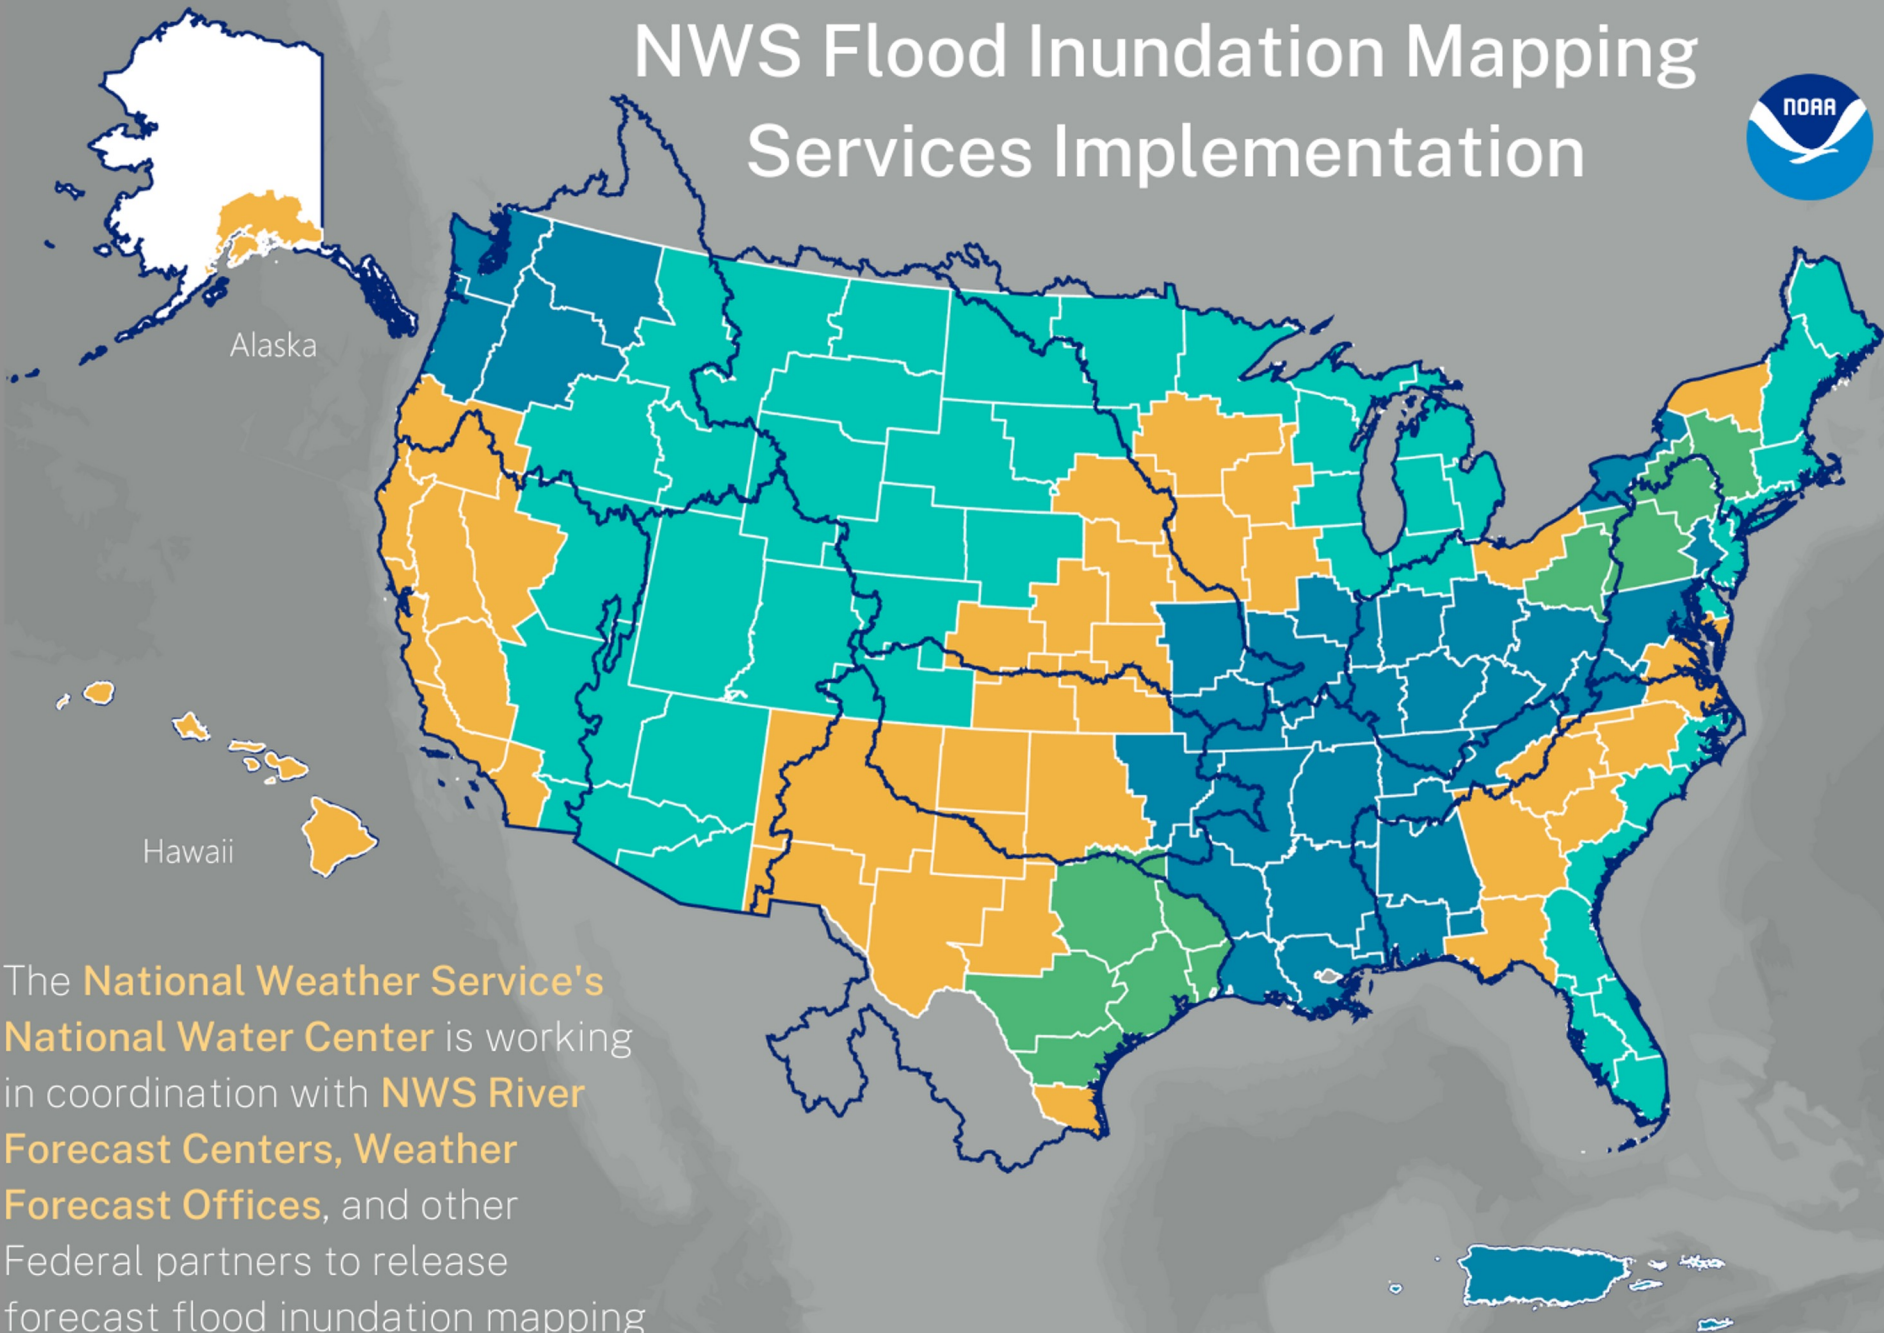 NWS Flood Inundation Mapping
Services Implementation
NOAA
Alaska
Hawaii
The National Weather Service's
National Water Center is working
in coordination with NWS River
Forecast Centers, Weather
Forecast Offices, and other
Federal partners to release
forecast flood inundation mapping